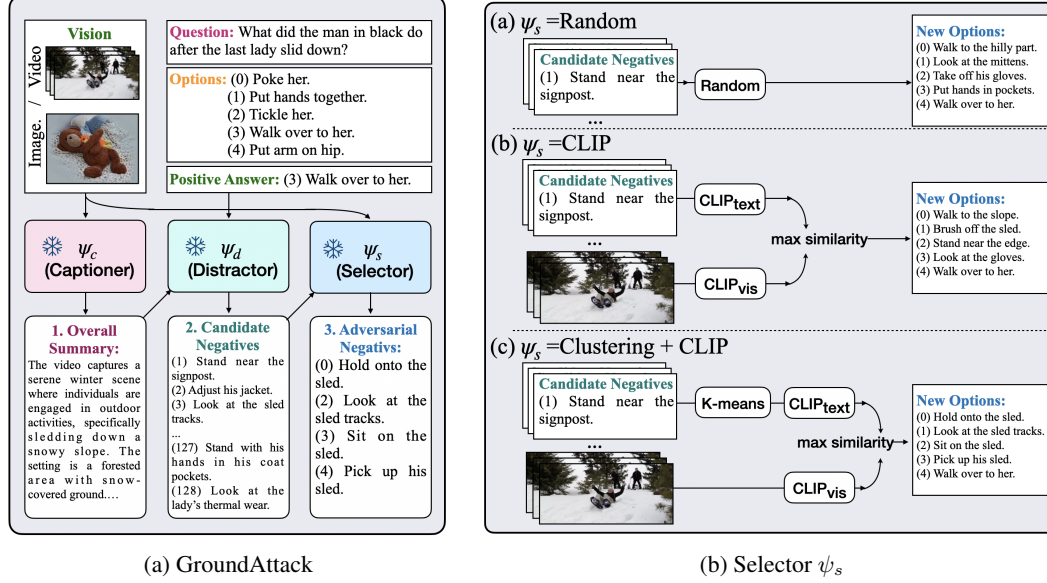 Vision
Image. / Video
Question: What did the man in black do
after the last lady slid down?
Options: (0) Poke her.
(1) Put hands together.
(2) Tickle her.
(3) Walk over to her.
(4) Put arm on hip.
Positive Answer: (3) Walk over to her.
ψc
(Captioner)
ψd
(Distractor)
ψs
(Selector)
1. Overall
Summary:
The video captures a
serene winter scene
where individuals are
engaged in outdoor
activities, specifically
sledding down a
snowy slope. The
setting is a forested
area with snow-
covered ground....
2. Candidate
Negatives
(1) Stand near the
signpost.
(2) Adjust his jacket.
(3) Look at the sled
tracks.
...
(127) Stand with his
hands in his coat
pockets.
(128) Look at the
lady's thermal wear.
3. Adversarial
Negativs:
(0) Hold onto the
sled.
(2) Look at the
sled tracks.
(3) Sit on the
sled.
(4) Pick up his
sled.
(a) GroundAttack
(a) ψs =Random
Candidate Negatives
(1) Stand near the
signpost.
...
Random
New Options:
(0) Walk to the hilly part.
(1) Look at the mittens.
(2) Take off his gloves.
(3) Put hands in pockets.
(4) Walk over to her.
(b) ψs =CLIP
Candidate Negatives
(1) Stand near the
signpost.
...
CLIPtext
max similarity
CLIPvis
New Options:
(0) Walk to the slope.
(1) Brush off the sled.
(2) Stand near the edge.
(3) Look at the gloves.
(4) Walk over to her.
(c) ψs =Clustering + CLIP
Candidate Negatives
(1) Stand near the
signpost.
...
K-means
CLIPtext
max similarity
CLIPvis
New Options:
(0) Hold onto the sled.
(1) Look at the sled tracks.
(2) Sit on the sled.
(3) Pick up his sled.
(4) Walk over to her.
(b) Selector ψs